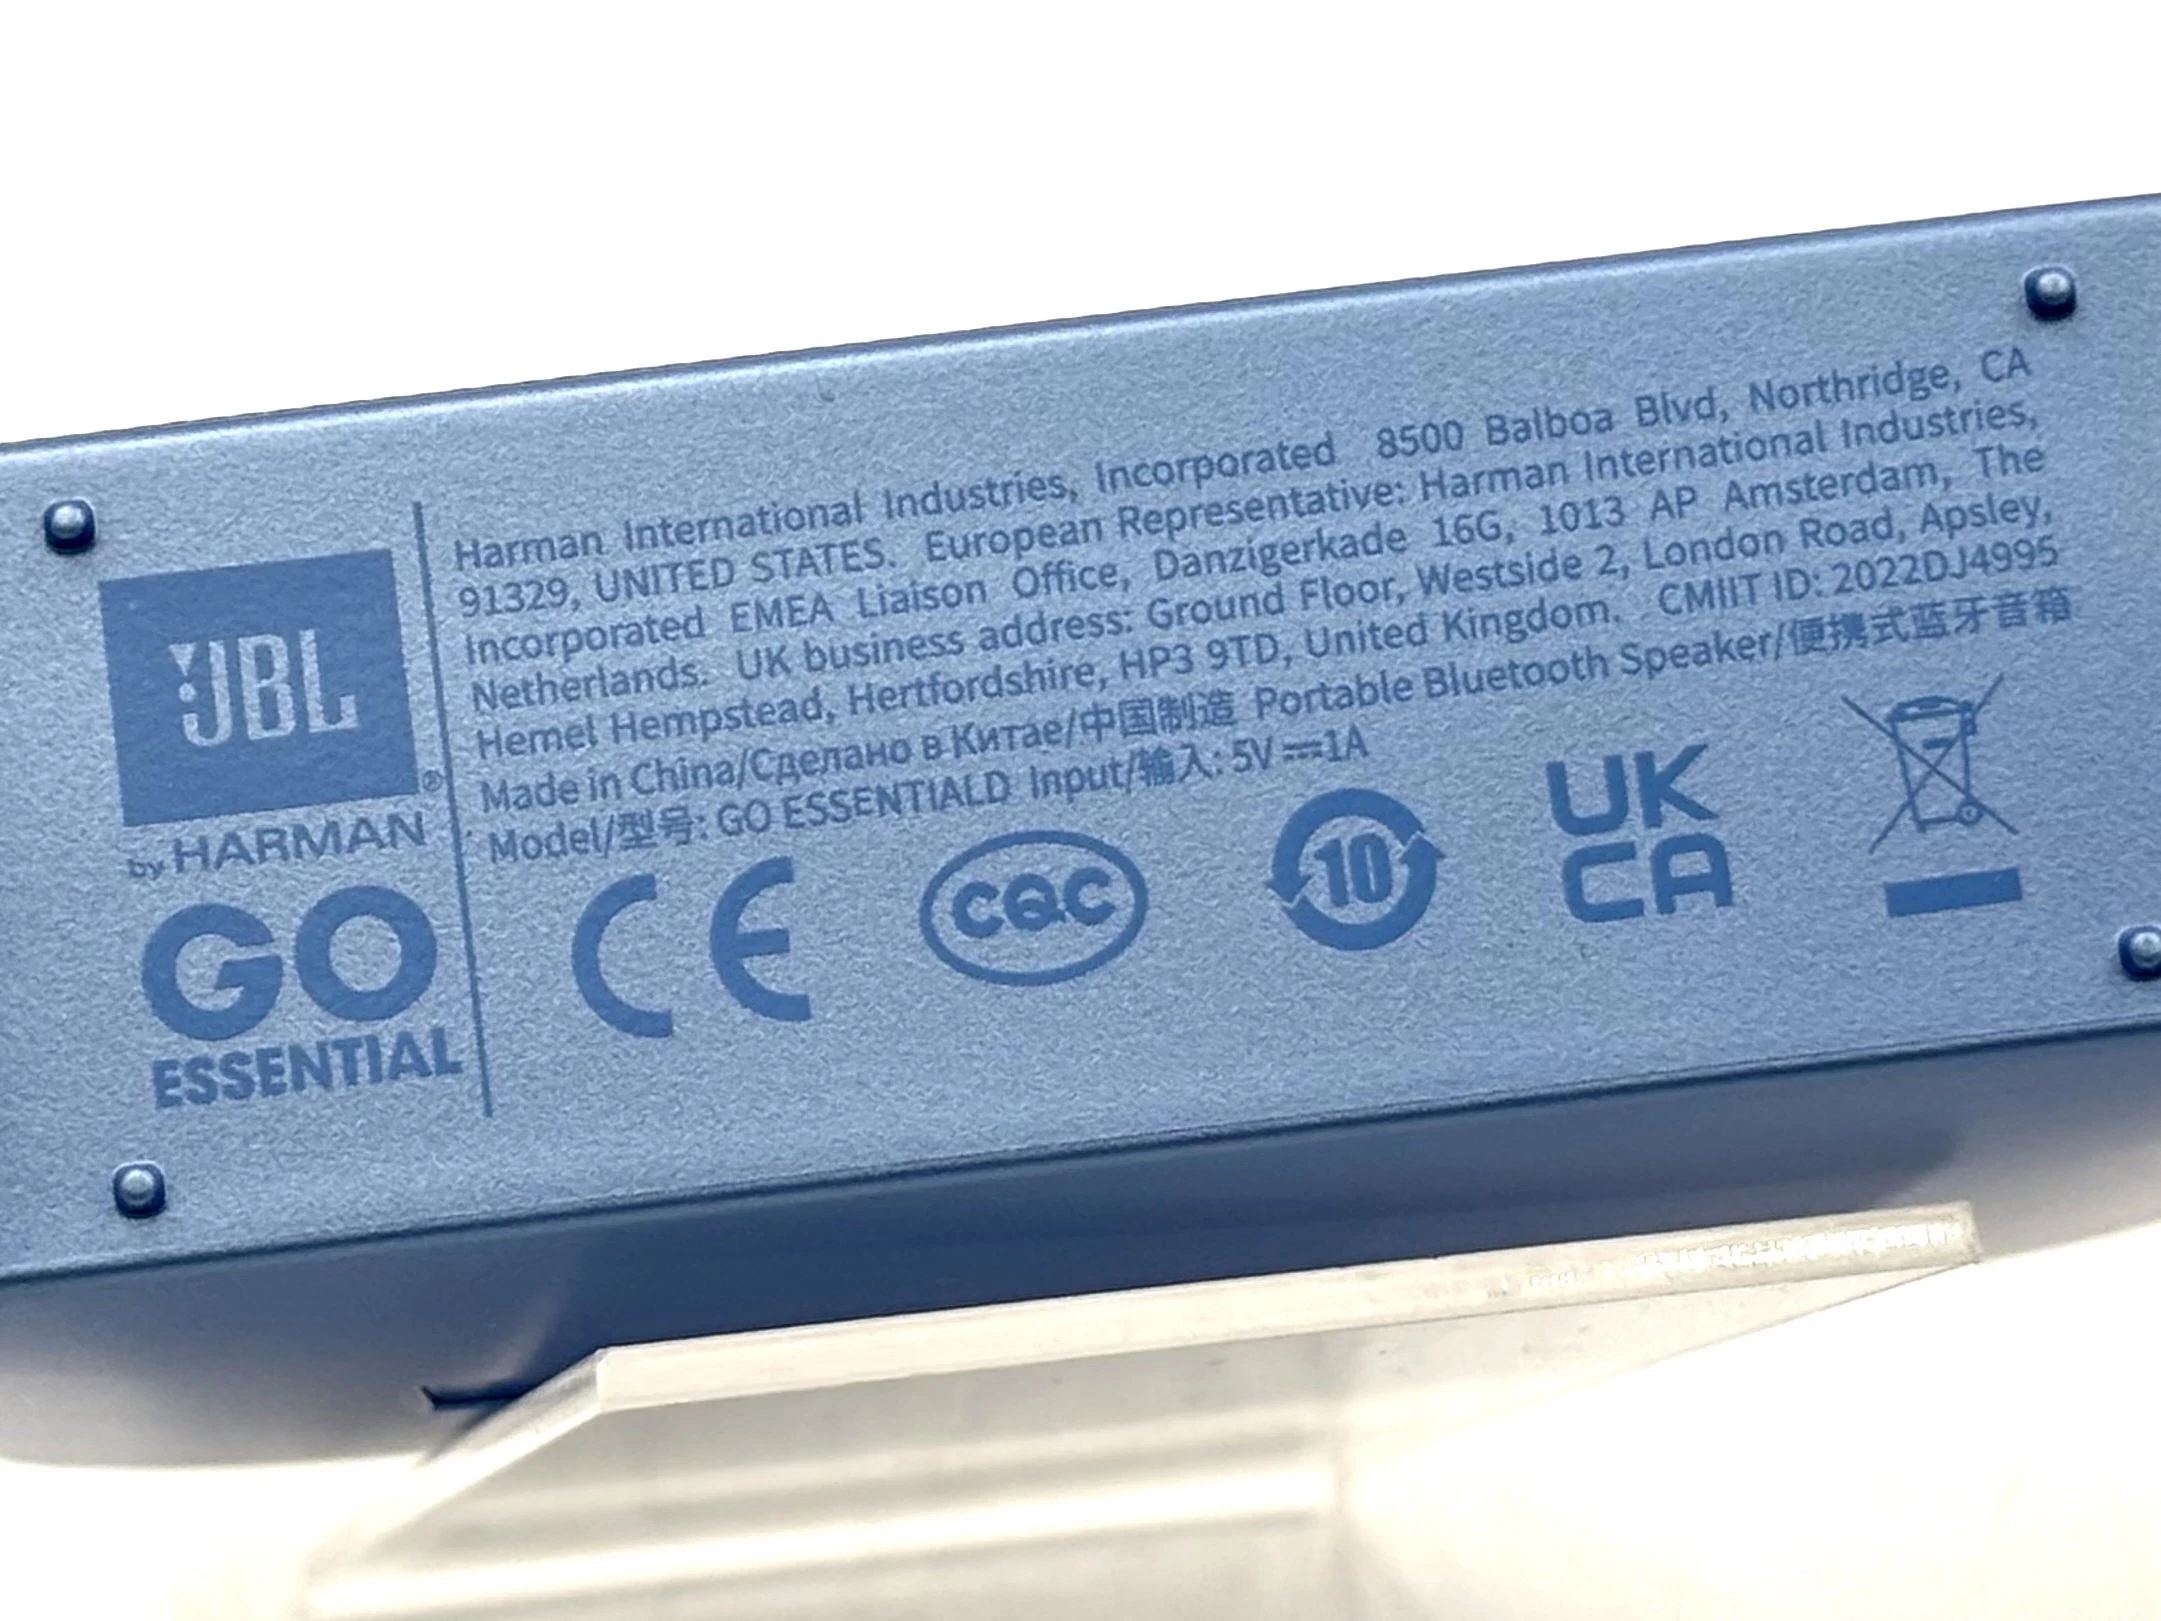 JBL®
by HARMAN
GO
ESSENTIAL
Harman International Industries, Incorporated 8500 Balboa Blvd, Northridge, CA
91329, UNITED STATES. European Representative: Harman International Industries,
Incorporated EMEA Liaison Office, Danzigerkade 16G, 1013 AP Amsterdam, The
Netherlands. UK business address: Ground Floor, Westside 2, London Road, Apsley,
Hemel Hempstead, Hertfordshire, HP3 9TD, United Kingdom. CMIIT ID: 2022DJ4995
Made in China/Сделано в Китае/中国制造 Portable Bluetooth Speaker/便携式蓝牙音箱
Model/型号: GO ESSENTIALD Input/输入: 5V⎓1A
CE
CQC
10
UK
CA